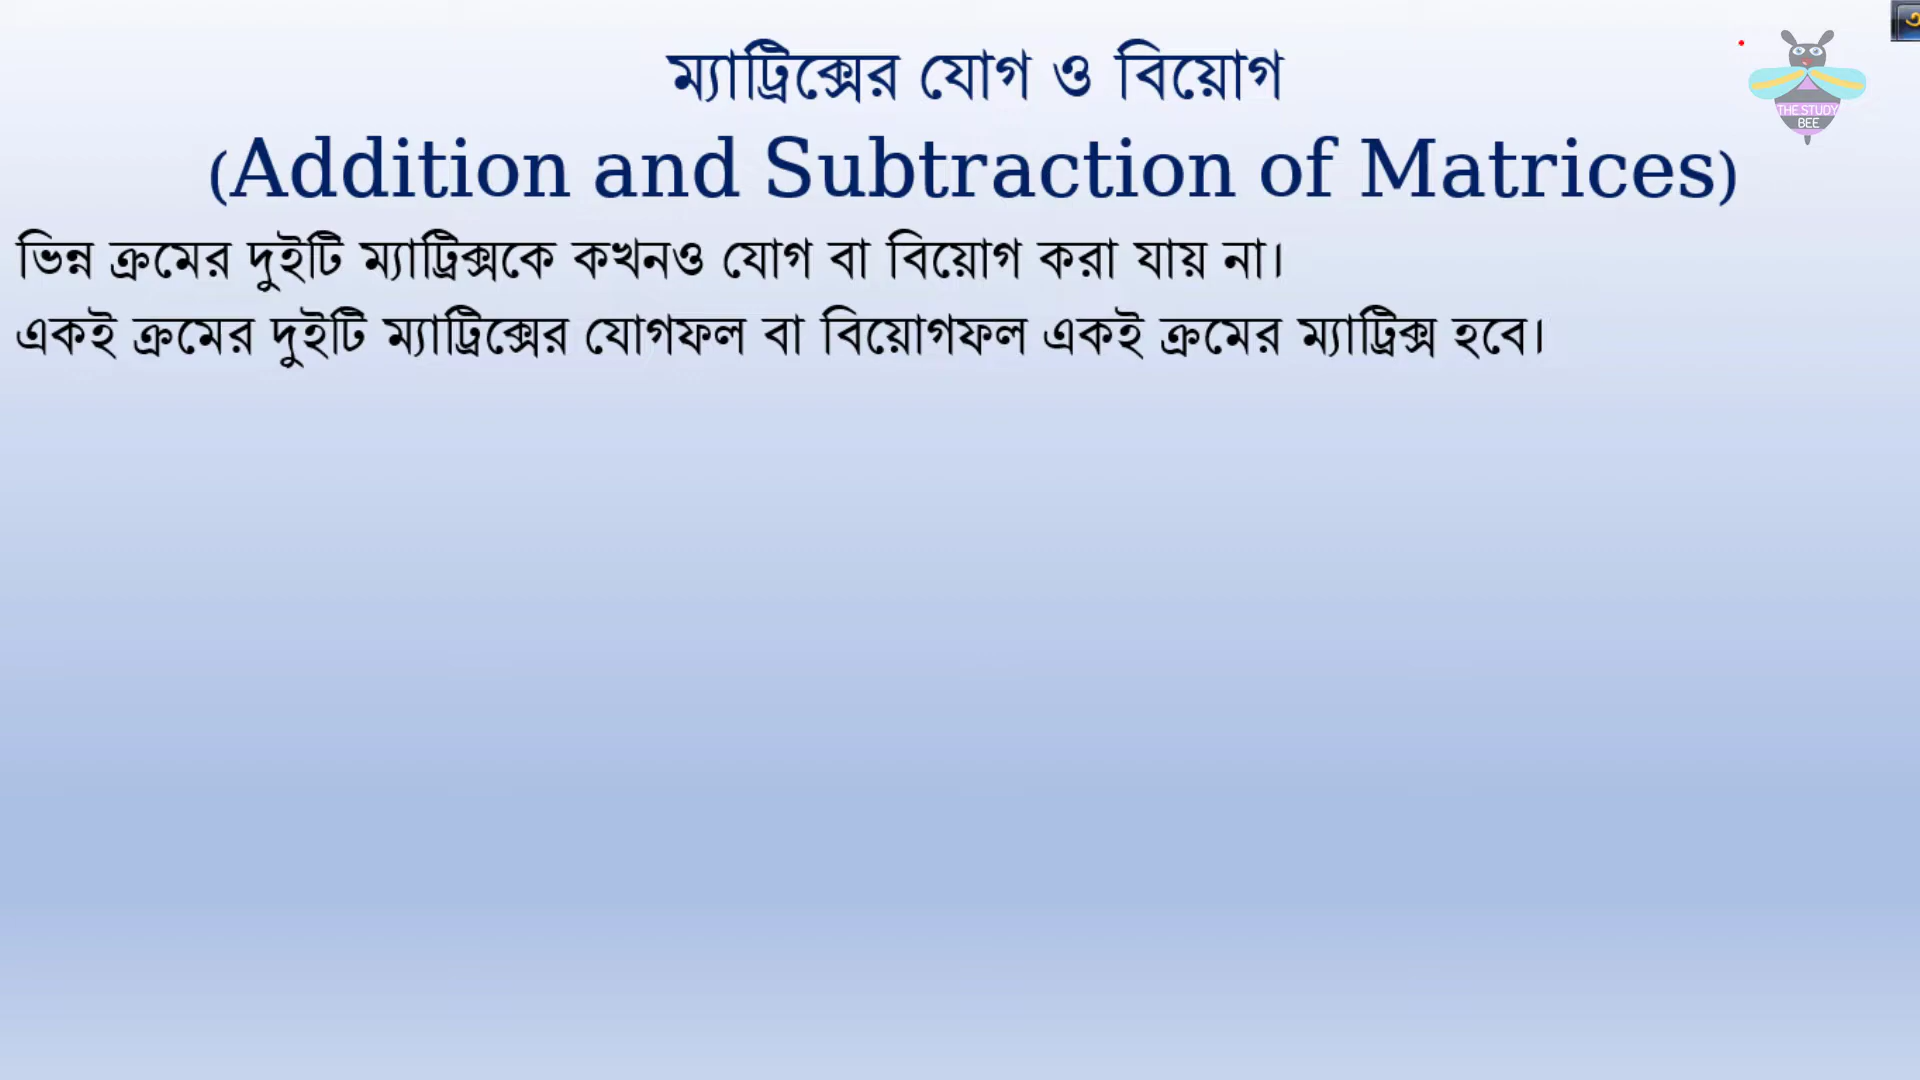 ম্যাট্রিক্সের যোগ ও বিয়োগ
(Addition and Subtraction of Matrices)
ভিন্ন ক্রমের দুইটি ম্যাট্রিক্সকে কখনও যোগ বা বিয়োগ করা যায় না।
একই ক্রমের দুইটি ম্যাট্রিক্সের যোগফল বা বিয়োগফল একই ক্রমের ম্যাট্রিক্স হবে।
THE STUDY
BEE